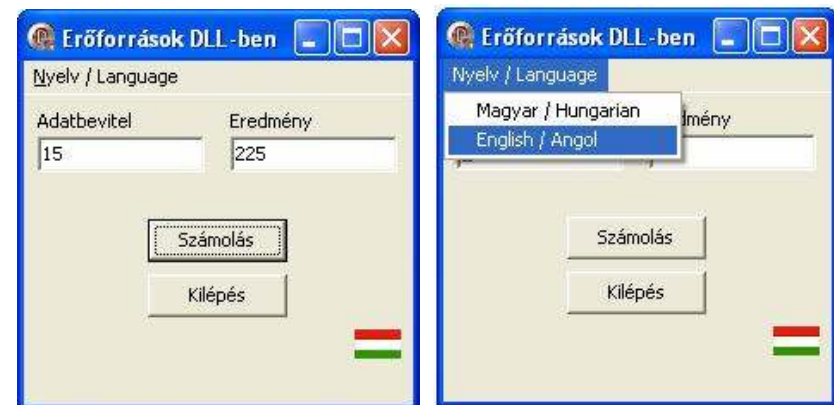 Erőforrások DLL-ben
Nyelv / Language
Adatbevitel Eredmény
15 225
Számolás
Kilépés
Erőforrások DLL-ben
Nyelv / Language
Magyar / Hungarian
English / Angol
Számolás
Kilépés